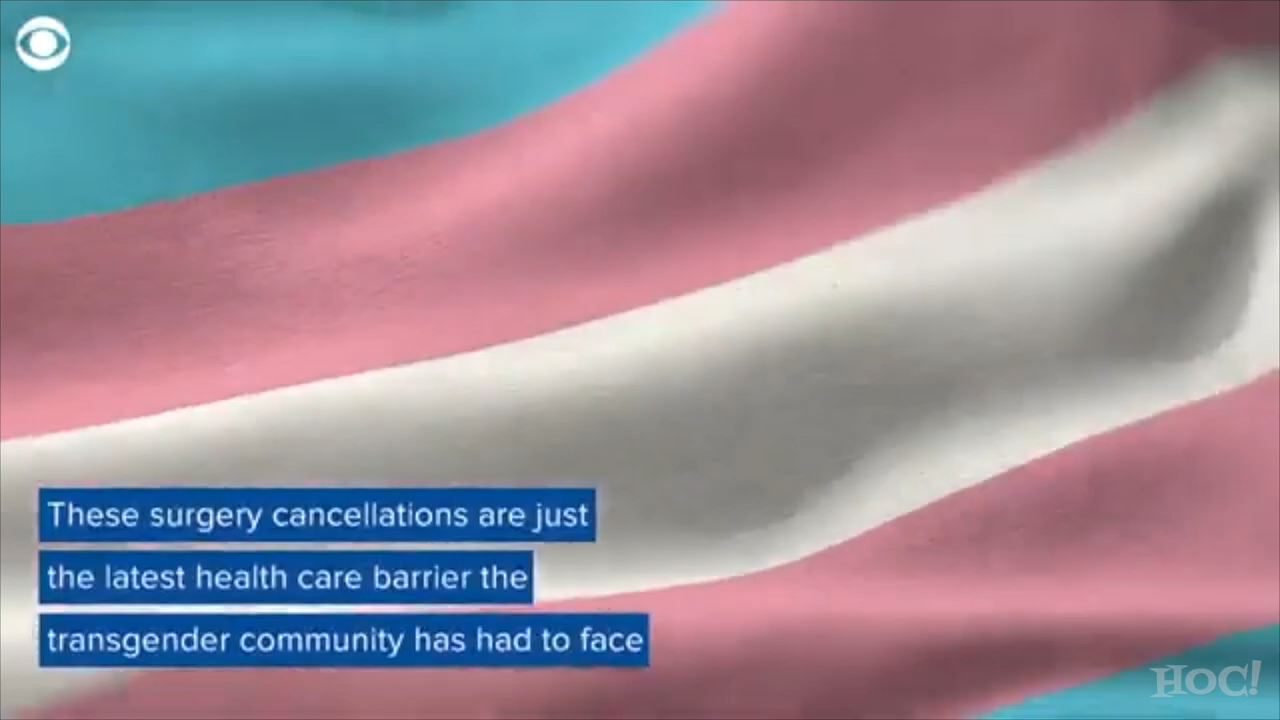 These surgery cancellations are just
the latest health care barrier the
transgender community has had to face
HOC!